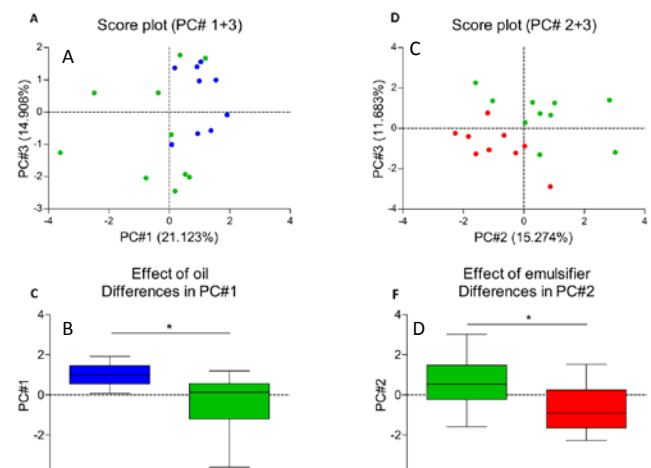 A
Score plot (PC# 1+3)
A
2
1
0
-1
-2
-3
PC#3 (14.908%)
-4
-2
0
2
4
PC#1 (21.123%)
D
Score plot (PC# 2+3)
C
4
2
0
-2
-4
PC#3 (11.683%)
-4
-2
0
2
4
PC#2 (15.274%)
C
Effect of oil
Differences in PC#1
B
*
4
2
0
-2
PC#1
F
Effect of emulsifier
Differences in PC#2
D
*
4
2
0
-2
PC#2